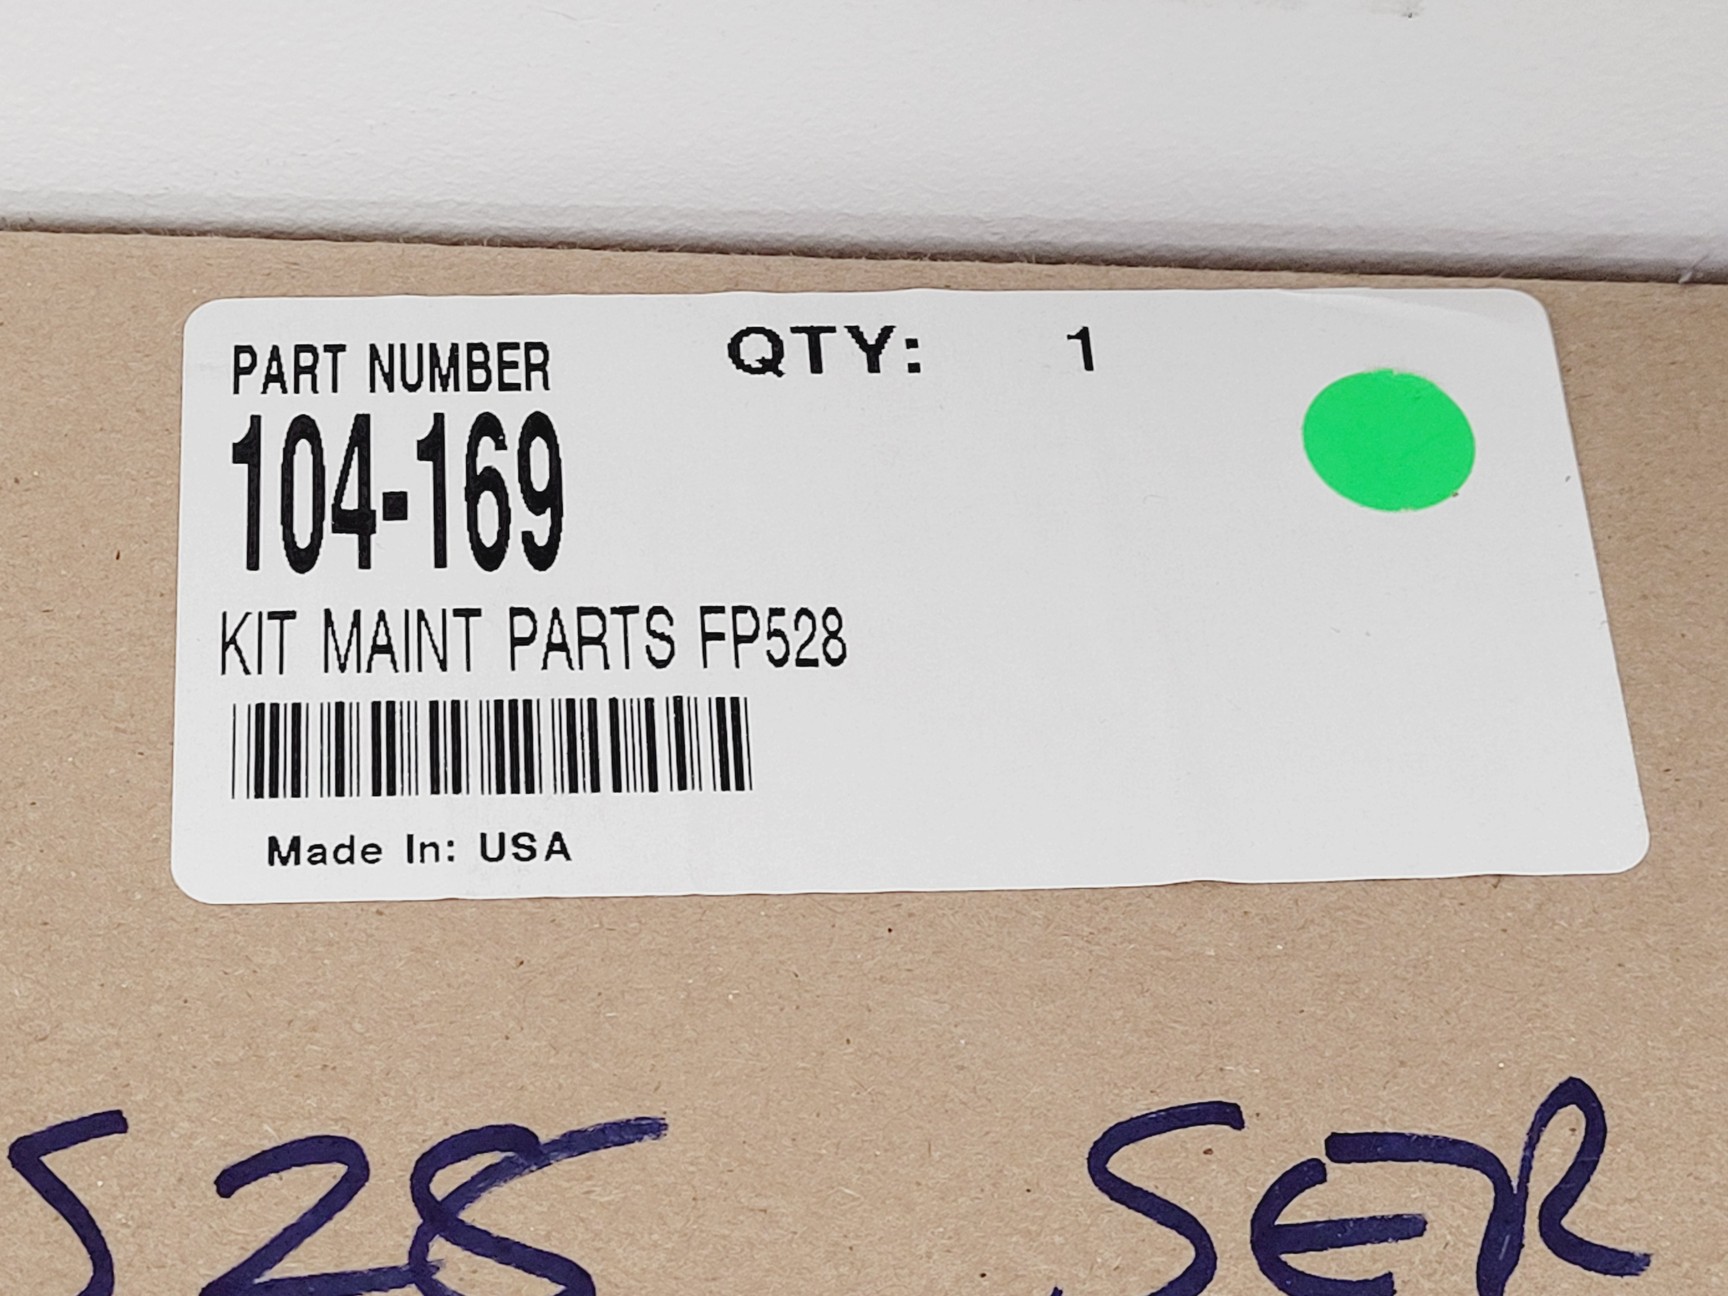 PART NUMBER QTY: 1
104-169
KIT MAINT PARTS FP528
Made In: USA
528 SER